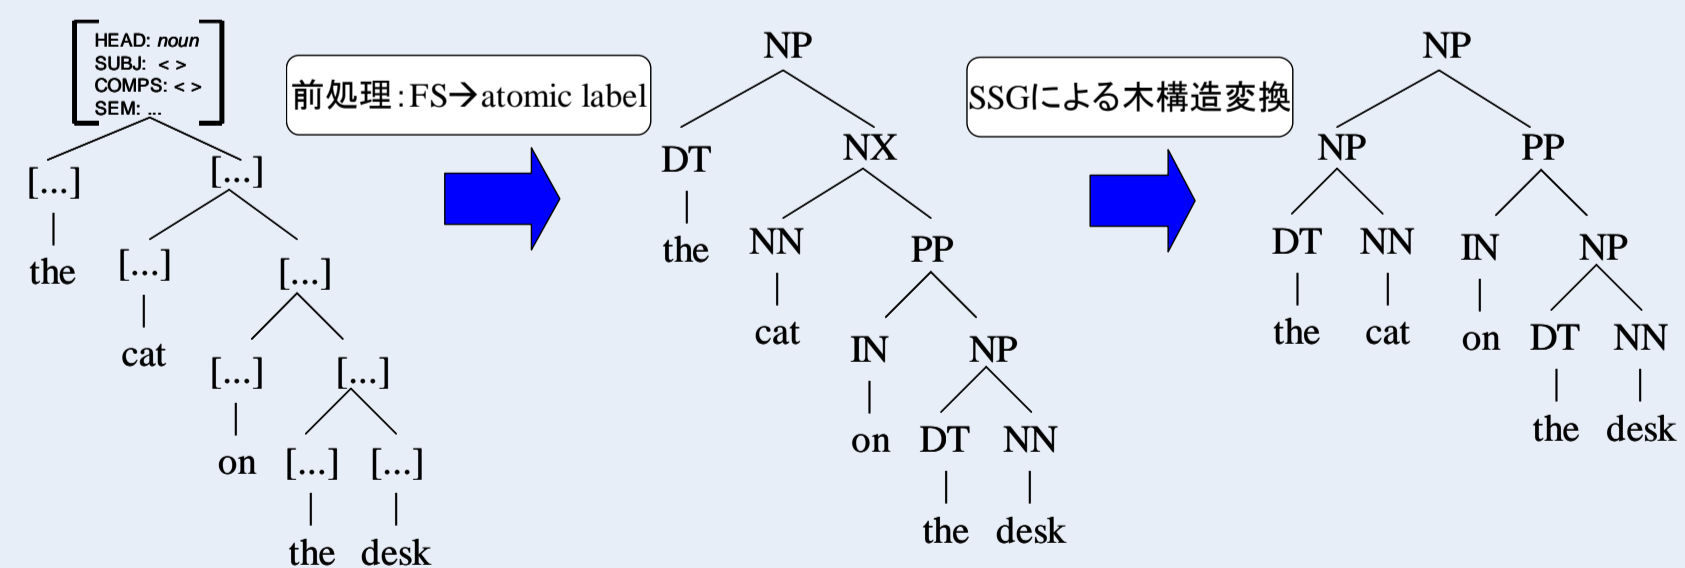 HEAD: noun
SUBJ: < >
COMPS: < >
SEM: ...
[...] [...]
the [...] [...]
cat [...] [...]
on [...] [...]
the desk
前処理:FS→atomic label
NP
DT NX
the NN PP
cat IN NP
on DT NN
the desk
SSGによる木構造変換
NP
NP PP
DT NN IN NP
the cat on DT NN
the desk